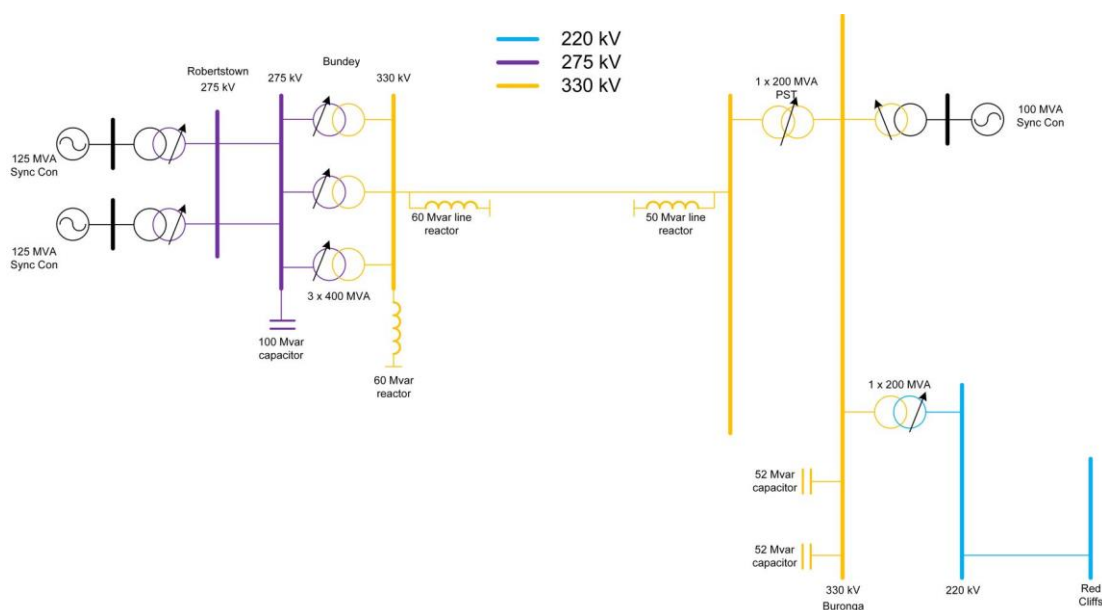 220 kV
275 kV
330 kV
Bundey
Robertstown
275 kV
275 kV
330 kV
1 x 200 MVA
PST
125 MVA
Sync Con
100 MVA
Sync Con
60 Mvar line
reactor
50 Mvar line
reactor
125 MVA
Sync Con
3 x 400 MVA
100 Mvar
capacitor
60 Mvar
reactor
1 x 200 MVA
52 Mvar
capacitor
52 Mvar
capacitor
330 kV
Buronga
220 kV
Red
Cliffs